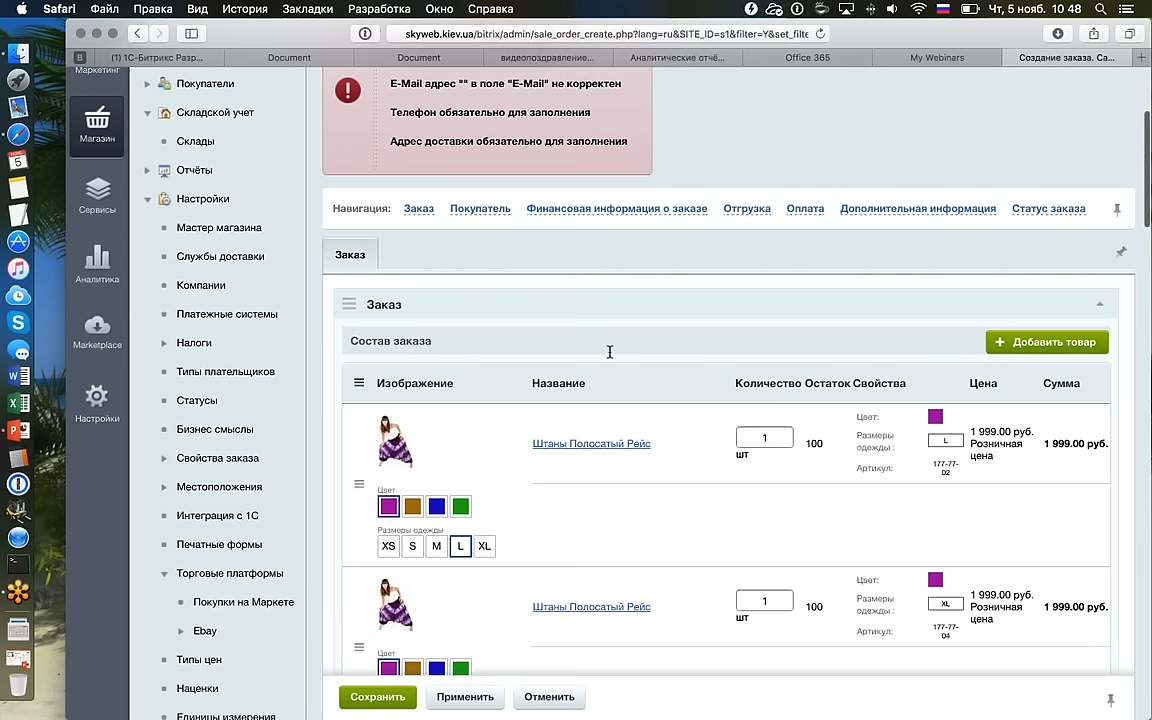 Safari Файл Правка Вид История Закладки Разработка Окно Справка
Чт, 5 нояб. 10 48
skyweb.kiev.ua/bitrix/admin/sale_order_create.php?lang=ru&SITE_ID=s1&filter=Y&set_filte
(1) 1С-Битрикс Разр... Document Document видеопоздравление... Аналитические отчё... Office 365 My Webinars Создание заказа. Са...
Маркетинг
Магазин
Сервисы
Аналитика
Marketplace
Настройки
Покупатели
Складской учет
Склады
Отчёты
Настройки
Мастер магазина
Службы доставки
Компании
Платежные системы
Налоги
Типы плательщиков
Статусы
Бизнес смыслы
Свойства заказа
Местоположения
Интеграция с 1С
Печатные формы
Торговые платформы
Покупки на Маркете
Ebay
Типы цен
Наценки
Единицы измерения
E-Mail адрес "" в поле "E-Mail" не корректен
Телефон обязательно для заполнения
Адрес доставки обязательно для заполнения
Навигация: Заказ Покупатель Финансовая информация о заказе Отгрузка Оплата Дополнительная информация Статус заказа
Заказ
Заказ
Состав заказа
+ Добавить товар
Изображение Название Количество Остаток Свойства Цена Сумма
Штаны Полосатый Рейс
1
шт
100
Цвет:
Размеры одежды :
L
Артикул:
177-77-02
1 999.00 руб.
Розничная
цена
1 999.00 руб.
Цвет
Размеры одежды
XS S M L XL
Штаны Полосатый Рейс
1
шт
100
Цвет:
Размеры одежды :
XL
Артикул:
177-77-04
1 999.00 руб.
Розничная
цена
1 999.00 руб.
Цвет
Сохранить Применить Отменить